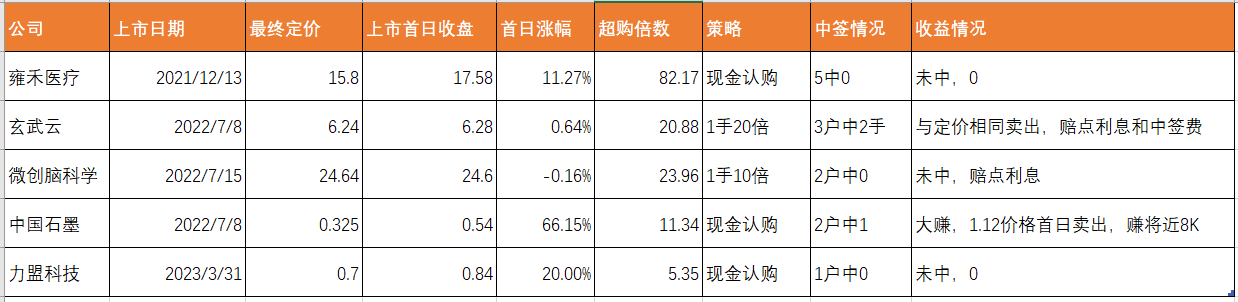 公司 上市日期 最终定价 上市首日收盘 首日涨幅 超购倍数 策略 中签情况 收益情况
雍禾医疗 2021/12/13 15.8 17.58 11.27% 82.17 现金认购 5中0 未中，0
玄武云 2022/7/8 6.24 6.28 0.64% 20.88 1手20倍 3户中2手 与定价相同卖出，赔点利息和中签费
微创脑科学 2022/7/15 24.64 24.6 -0.16% 23.96 1手10倍 2户中0 未中，赔点利息
中国石墨 2022/7/8 0.325 0.54 66.15% 11.34 现金认购 2户中1 大赚，1.12价格首日卖出，赚将近8K
力盟科技 2023/3/31 0.7 0.84 20.00% 5.35 现金认购 1户中0 未中，0